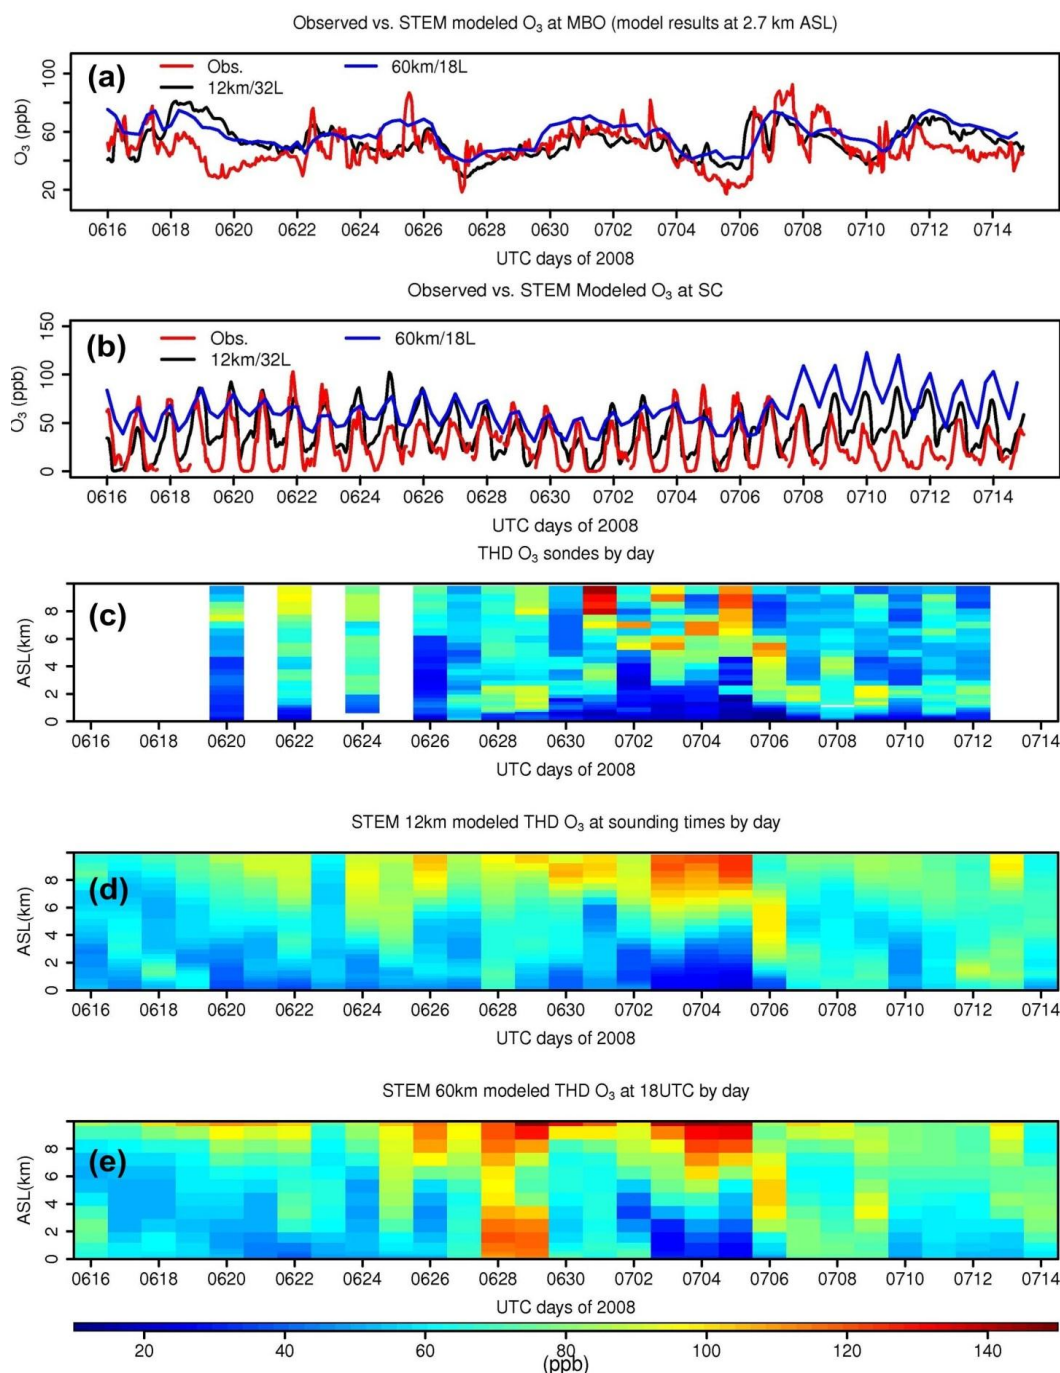 Observed vs. STEM modeled O3 at MBO (model results at 2.7 km ASL)
(a)
Obs.
60km/18L
12km/32L
O3 (ppb)
100
60
20
0616 0618 0620 0622 0624 0626 0628 0630 0702 0704 0706 0708 0710 0712 0714
UTC days of 2008
Observed vs. STEM Modeled O3 at SC
(b)
Obs.
60km/18L
12km/32L
O3 (ppb)
150
100
50
0
0616 0618 0620 0622 0624 0626 0628 0630 0702 0704 0706 0708 0710 0712 0714
UTC days of 2008
THD O3 sondes by day
(c)
ASL(km)
8
6
4
2
0
0616 0618 0620 0622 0624 0626 0628 0630 0702 0704 0706 0708 0710 0712 0714
UTC days of 2008
STEM 12km modeled THD O3 at sounding times by day
(d)
ASL(km)
8
6
4
2
0
0616 0618 0620 0622 0624 0626 0628 0630 0702 0704 0706 0708 0710 0712 0714
UTC days of 2008
STEM 60km modeled THD O3 at 18UTC by day
(e)
ASL(km)
8
6
4
2
0
0616 0618 0620 0622 0624 0626 0628 0630 0702 0704 0706 0708 0710 0712 0714
UTC days of 2008
20 40 60 80 100 120 140
(ppb)